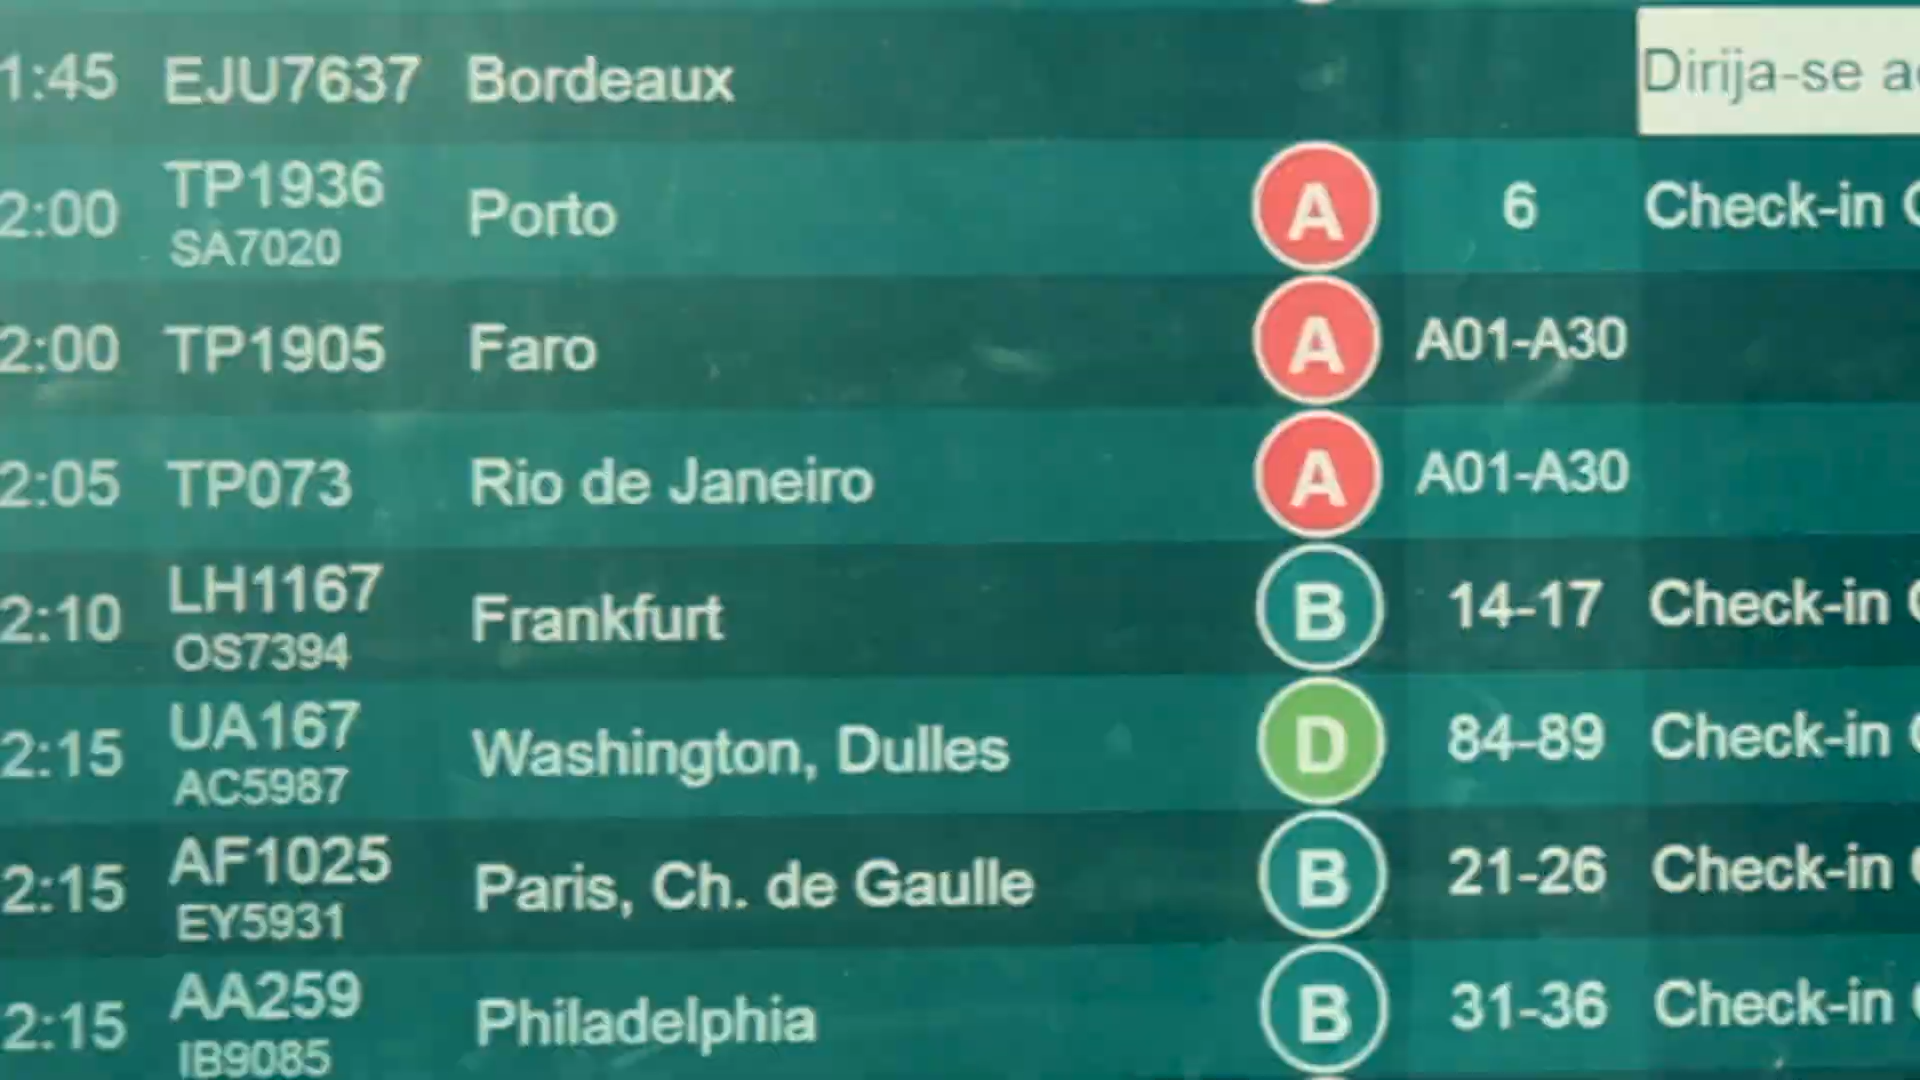 1:45 EJU7637 Bordeaux Dirija-se
2:00 TP1936 Porto A 6 Check-in
SA7020
2:00 TP1905 Faro A A01-A30
2:05 TP073 Rio de Janeiro A A01-A30
2:10 LH1167 Frankfurt B 14-17 Check-in
OS7394
2:15 UA167 Washington, Dulles D 84-89 Check-in
AC5987
2:15 AF1025 Paris, Ch. de Gaulle B 21-26 Check-in
EY5931
2:15 AA259 Philadelphia B 31-36 Check-in
IB9085